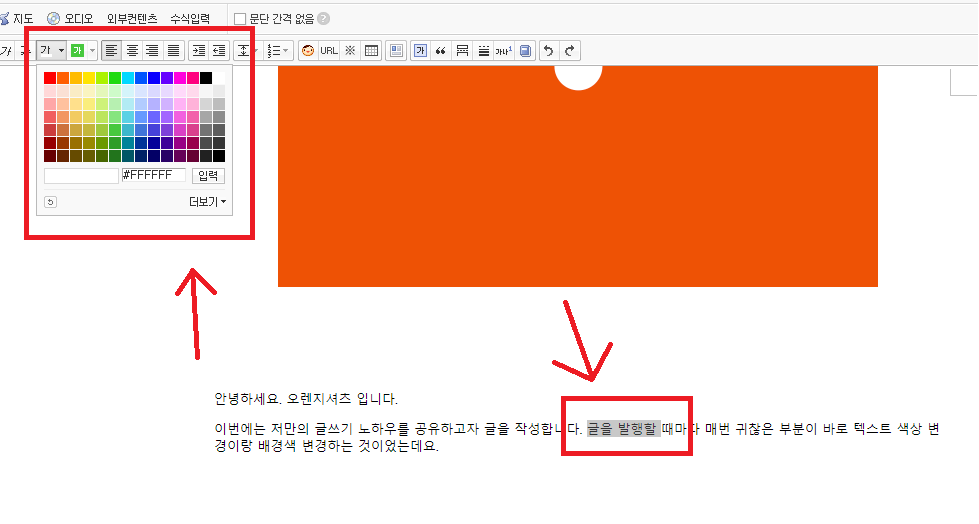 지도 오디오 외부컨텐츠 수식입력 문단 간격 없음 ?
가 가 가 URL ※ 가 가나1
#FFFFFF 입력
더보기
안녕하세요. 오렌지셔츠 입니다.
이번에는 저만의 글쓰기 노하우를 공유하고자 글을 작성합니다. 글을 발행할 때마다 매번 귀찮은 부분이 바로 텍스트 색상 변
경이랑 배경색 변경하는 것이었는데요.